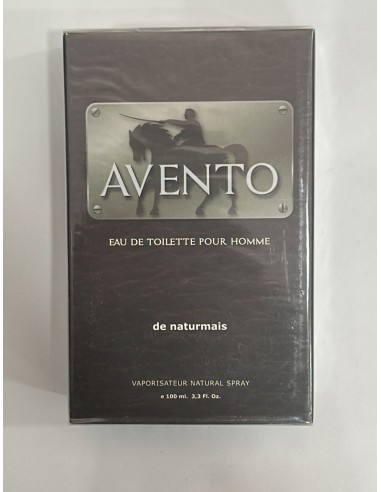 AVENTO
EAU DE TOILETTE POUR HOMME
de naturmais
VAPORISATEUR NATURAL SPRAY
e 100 ml. 3,3 Fl. Oz.